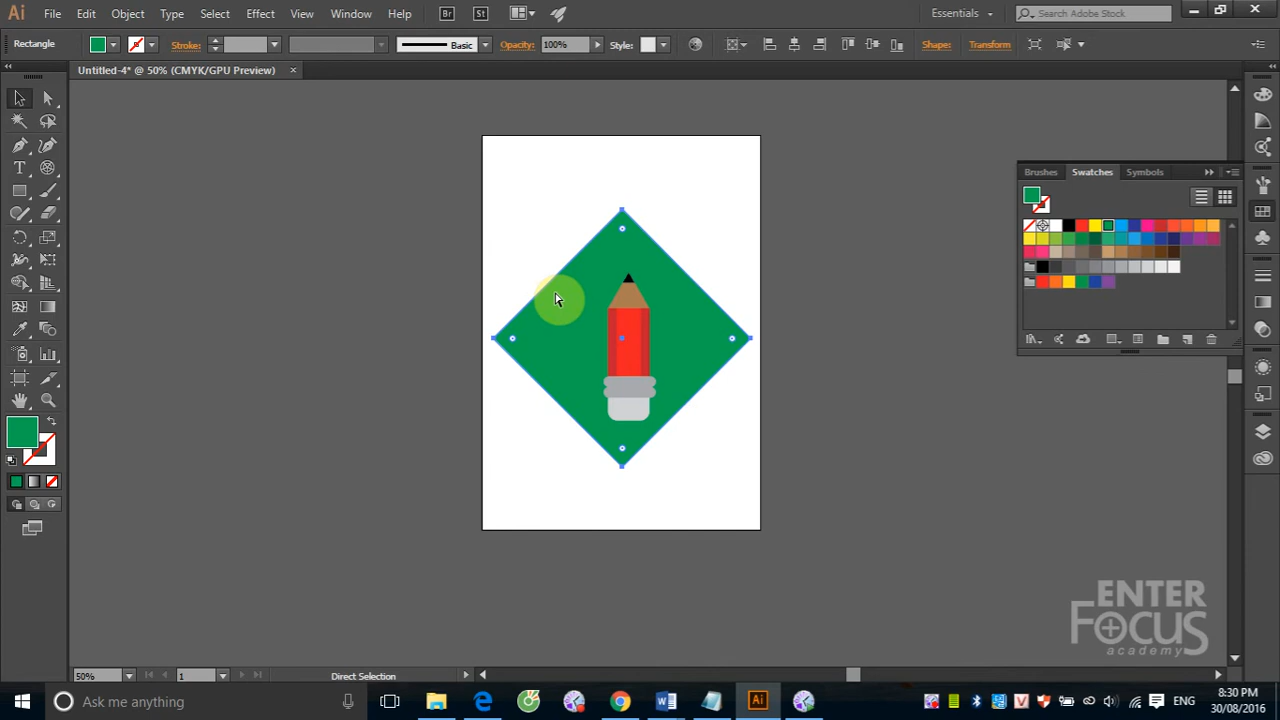 Ai File Edit Object Type Select Effect View Window Help Br St Essentials Search Adobe Stock
Rectangle Stroke: Basic Opacity: 100% Style: Shape: Transform
Untitled-4* @ 50% (CMYK/GPU Preview)
Brushes Swatches Symbols
ENTER
FOCUS
academy
50% 1 Direct Selection
Ask me anything
Ai
ENG
8:30 PM
30/08/2016